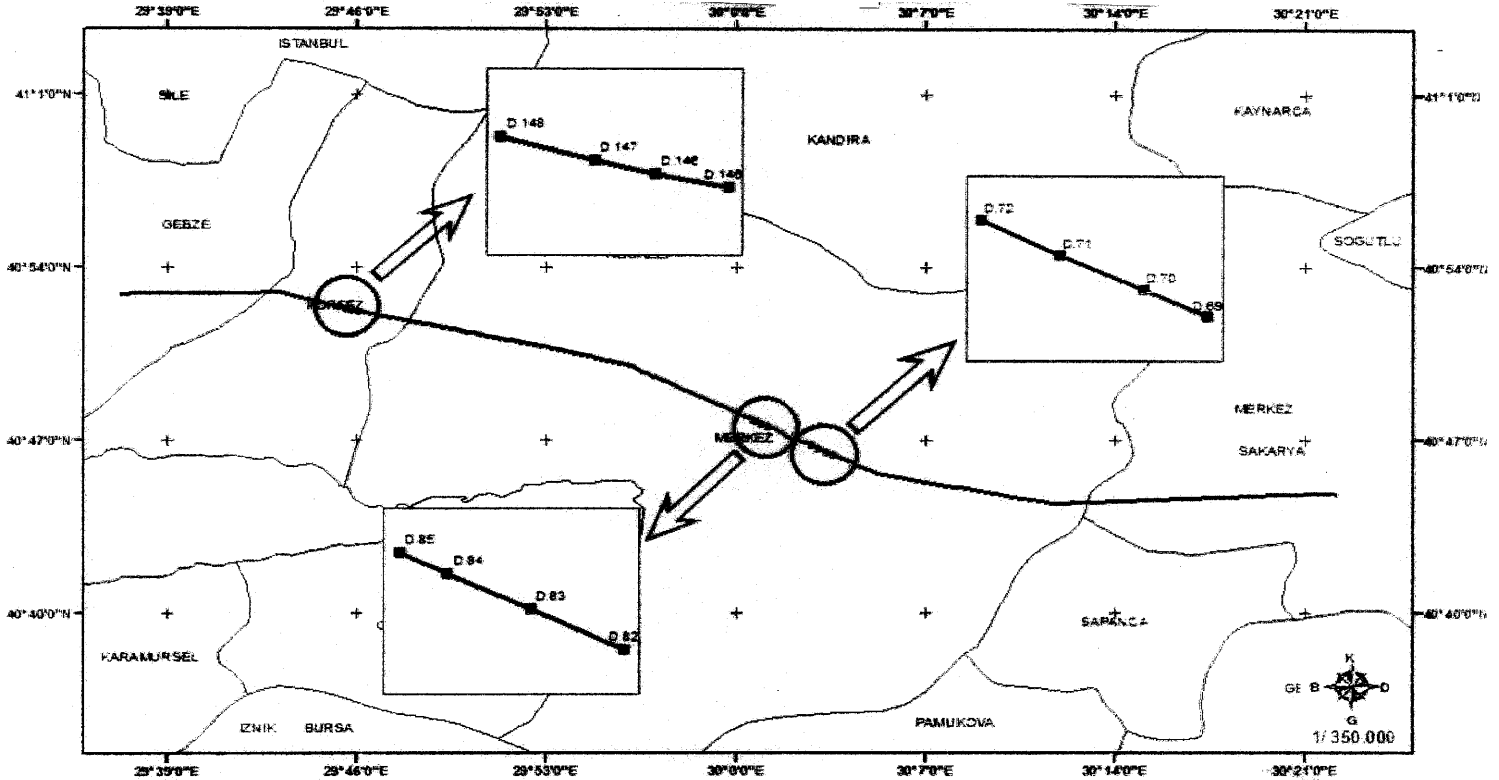 29°39'0"E 29°46'0"E 29°53'0"E 30°0'0"E 30°7'0"E 30°14'0"E 30°21'0"E
ISTANBUL
41°1'0"N
SILE
KAYNARCA
41°1'0"N
D.148
D.147
D.146
KANDIRA
D.72
D.71
D.70
D.69
GEBZE
SOGUTLU
40°54'0"N
40°54'0"N
KORFEZ
MERKEZ
40°47'0"N
MERKEZ
SAKARYA
40°47'0"N
D.85
D.84
D.83
D.82
40°40'0"N
40°40'0"N
SAPANCA
KARAMURSEL
K
GE B D
G
IZNIK BURSA
PAMUKOVA
1/ 350.000
29°39'0"E 29°46'0"E 29°53'0"E 30°0'0"E 30°7'0"E 30°14'0"E 30°21'0"E